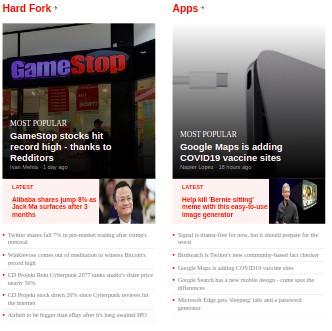 Hard Fork →
GameStop
MOST POPULAR
GameStop stocks hit
record high - thanks to
Redditors
Ivan Mehta · 1 day ago
LATEST
Alibaba shares jump 8% as
Jack Ma surfaces after 3
months
Twitter shares fall 7% in pre-market trading after trump's
removal
Winklevoss comes out of meditation to witness Bitcoin's
record high
CD Projekt Reki Cyberpunk 2077 tanks studio's share price
nearly 50%
CD Projekt stock down 20% since Cyberpunk reviews hit
the internet
Airbnb to be bigger than eBay after it's long awaited IPO
Apps →
MOST POPULAR
Google Maps is adding
COVID19 vaccine sites
Napier Lopez · 18 hours ago
LATEST
Help kill 'Bernie sitting'
meme with this easy-to-use
image generator
Signal is drama-free for now, but it should prepare for the
worst
Birdwatch is Twitter's new community-based fact checker
Google Maps is adding COVID19 vaccine sites
Google Search has a new mobile design - come spot the
differences
Microsoft Edge gets 'sleeping' tabs and a password
generator